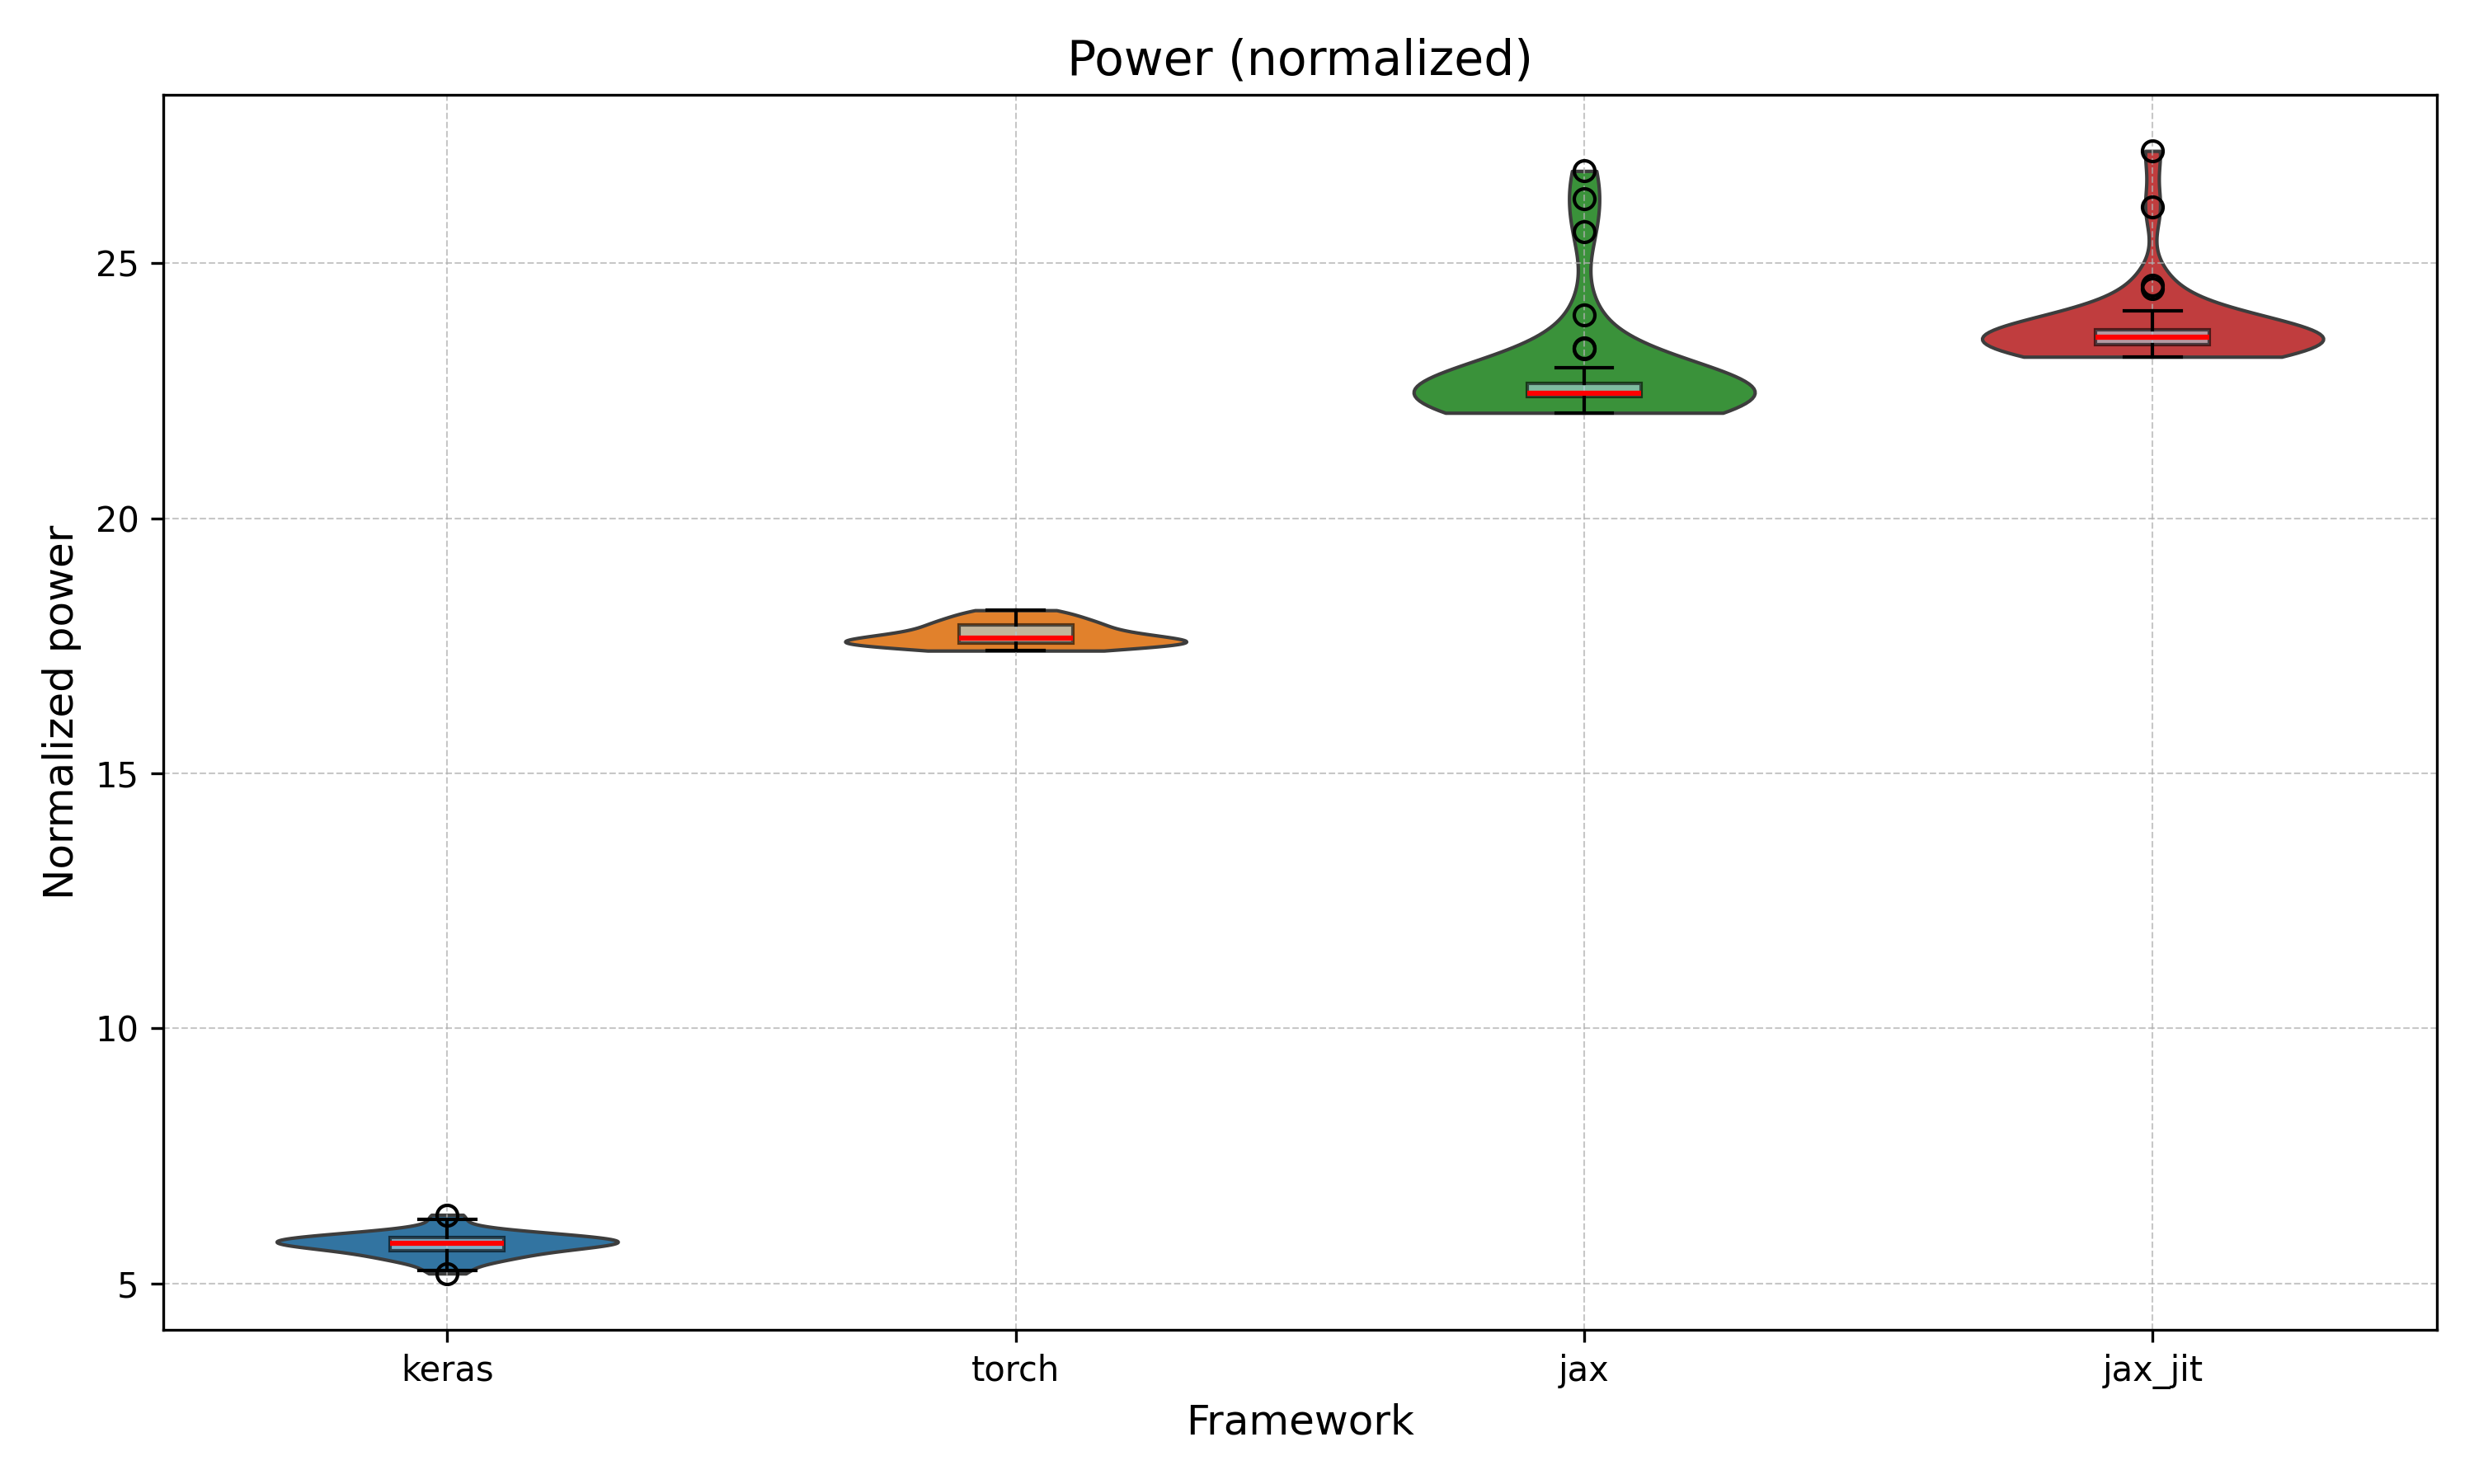 Power (normalized)
Normalized power
25
20
15
10
5
keras
torch
jax
jax_jit
Framework